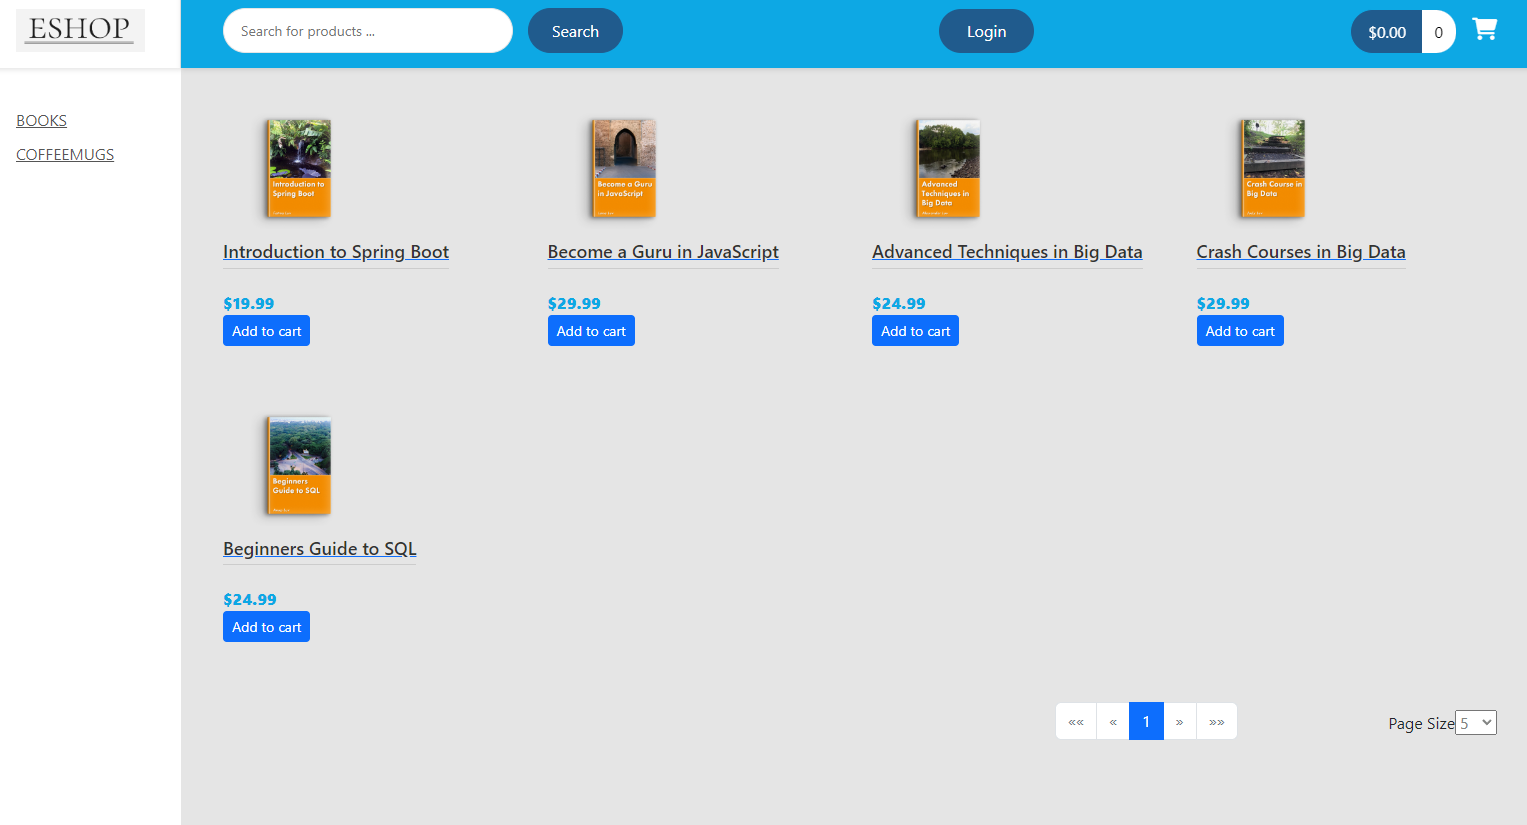 ESHOP
Search for products ...
Search
Login
$0.00
0
BOOKS
COFFEEMUGS
Introduction to
Spring Boot
Become a Guru
in JavaScript
Advanced
Techniques in
Big Data
Crash Course in
Big Data
Introduction to Spring Boot
Become a Guru in JavaScript
Advanced Techniques in Big Data
Crash Courses in Big Data
$19.99
$29.99
$24.99
$29.99
Add to cart
Add to cart
Add to cart
Add to cart
Beginners
Guide to SQL
Beginners Guide to SQL
$24.99
Add to cart
«« « 1 » »»
Page Size 5